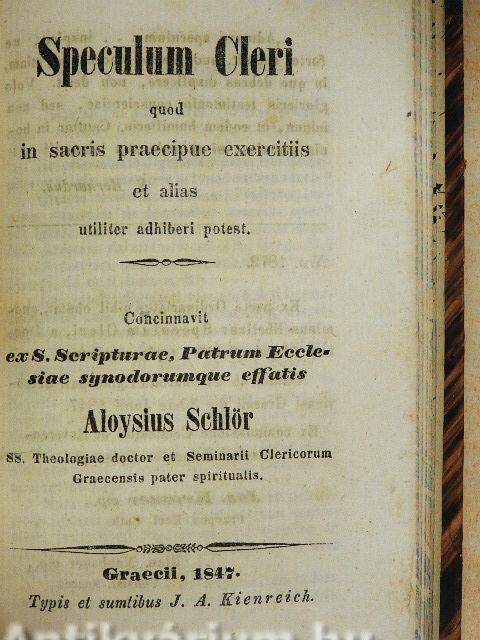 Speculum Cleri
quod
in sacris praecipue exercitiis
et alias
utiliter adhiberi potest.
Concinnavit
ex S. Scripturae, Patrum Eccle-
siae synodorumque effatis
Aloysius Schlör
SS. Theologiae doctor et Seminarii Clericorum
Graecensis pater spiritualis.
Graecii, 1847.
Typis et sumtibus J. A. Kienreich.